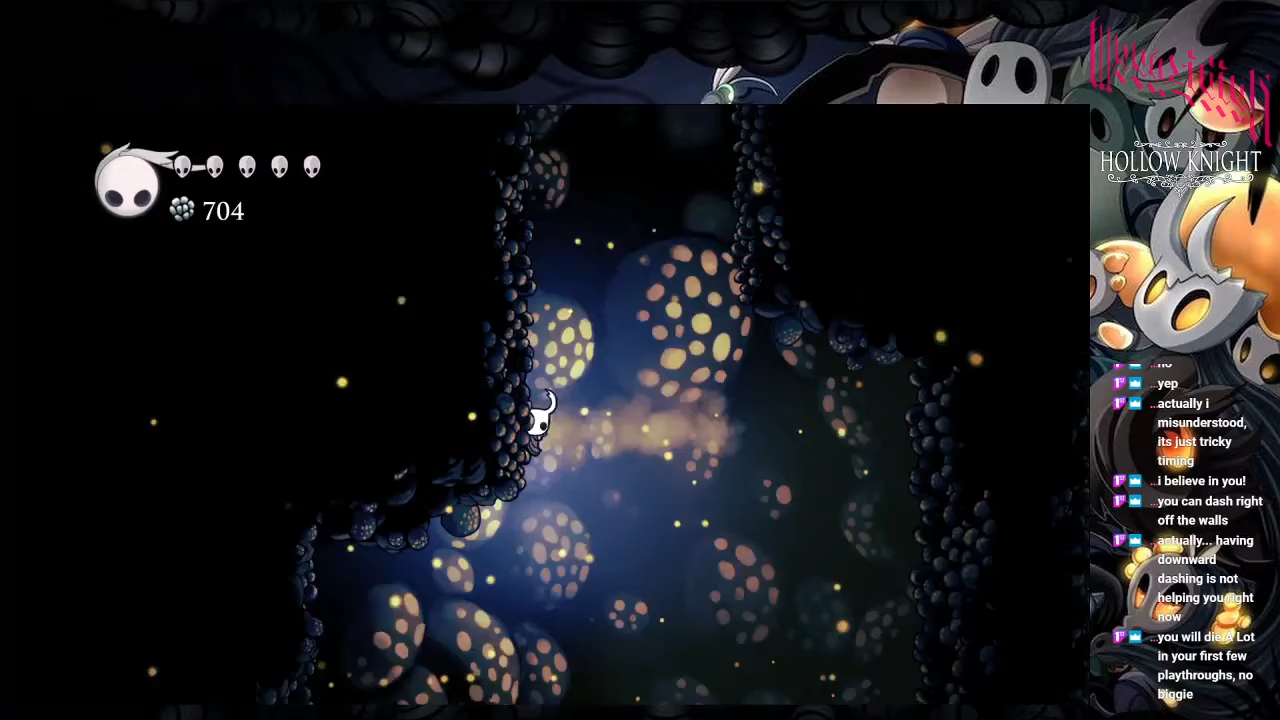 704
HOLLOW KNIGHT
yep
actually i
misunderstood,
its just tricky
timing
i believe in you!
you can dash right
off the walls
actually... having
downward
dashing is not
helping you right
now
you will die A Lot
in your first few
playthroughs, no
biggie